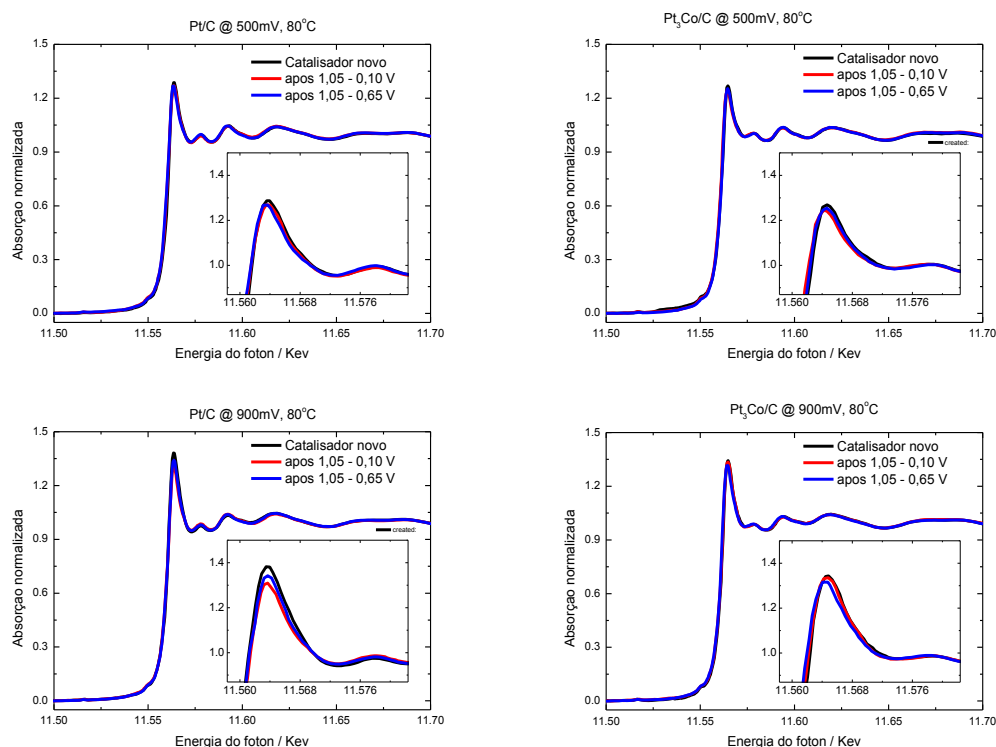 Pt/C @ 500mV, 80°C
1.5
1.2
0.9
0.6
0.3
0.0
Absorçao normalizada
Catalisador novo
apos 1,05 - 0,10 V
apos 1,05 - 0,65 V
1.4
1.2
1.0
11.560 11.568 11.576
11.50 11.55 11.60 11.65 11.70
Energia do foton / Kev
Pt₃Co/C @ 500mV, 80°C
1.5
1.2
0.9
0.6
0.3
0.0
Absorçao normalizada
Catalisador novo
apos 1,05 - 0,10 V
apos 1,05 - 0,65 V
created:
1.4
1.2
1.0
11.560 11.568 11.576
11.50 11.55 11.60 11.65 11.70
Energia do foton / Kev
Pt/C @ 900mV, 80°C
1.5
1.2
0.9
0.6
0.3
0.0
Absorçao normalizada
Catalisador novo
apos 1,05 - 0,10 V
apos 1,05 - 0,65 V
created:
1.4
1.2
1.0
11.560 11.568 11.576
11.50 11.55 11.60 11.65 11.70
Energia do foton / Kev
Pt₃Co/C @ 900mV, 80°C
1.5
1.2
0.9
0.6
0.3
0.0
Absorçao normalizada
Catalisador novo
apos 1,05 - 0,10 V
apos 1,05 - 0,65 V
1.4
1.2
1.0
11.560 11.568 11.576
11.50 11.55 11.60 11.65 11.70
Energia do foton / Kev